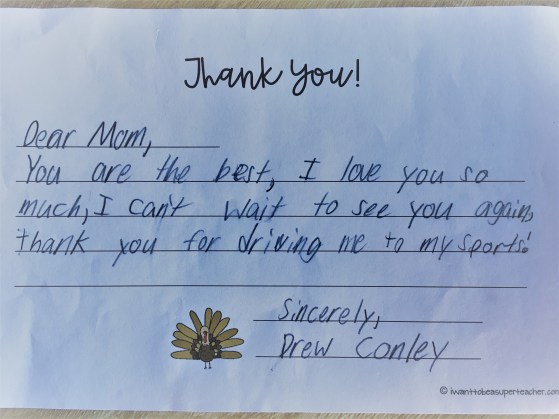 Thank You!
Dear Mom,
You are the best, I love you so
much, I can't wait to see you again,
thank you for driving me to my sports!
Sincerely,
Drew Conley
© iwanttobeasuperteacher.com